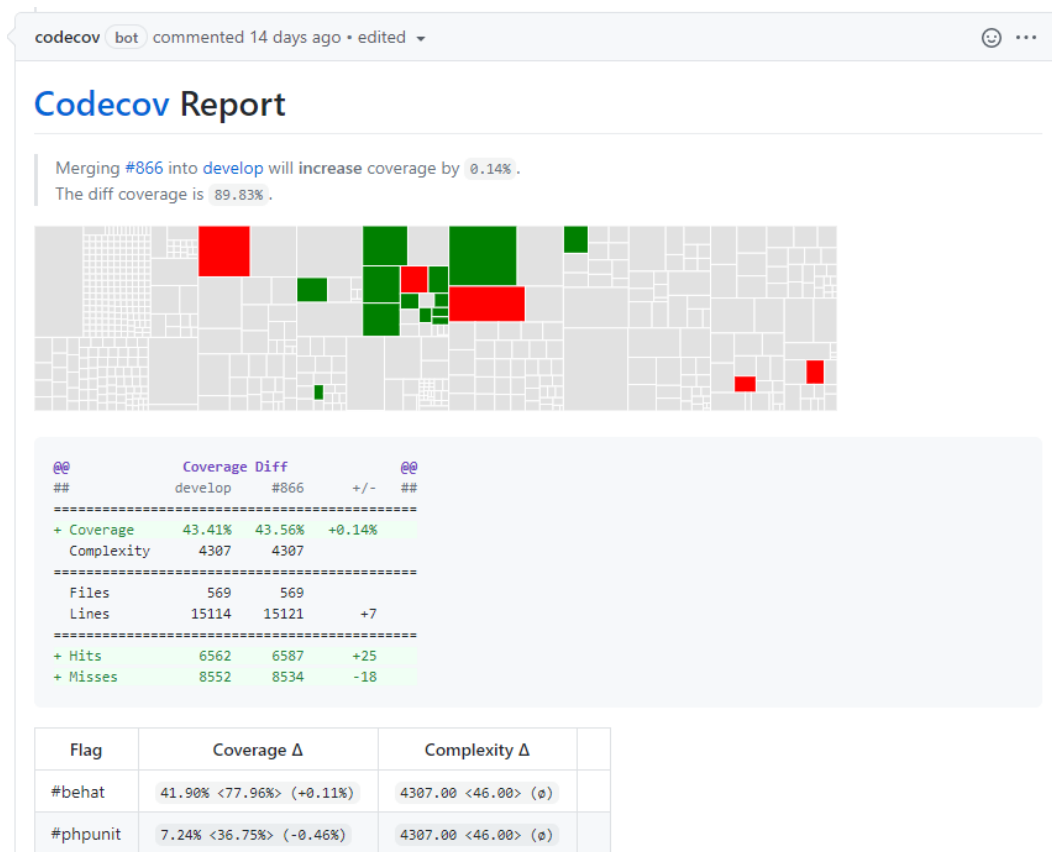 codecov bot commented 14 days ago • edited
Codecov Report
Merging #866 into develop will increase coverage by 0.14%.
The diff coverage is 89.83%.
@@ Coverage Diff @@
## develop #866 +/- ##
=============================================
+ Coverage 43.41% 43.56% +0.14%
Complexity 4307 4307
=============================================
Files 569 569
Lines 15114 15121 +7
=============================================
+ Hits 6562 6587 +25
+ Misses 8552 8534 -18
Flag Coverage Δ Complexity Δ
#behat 41.90% <77.96%> (+0.11%) 4307.00 <46.00> (ø)
#phpunit 7.24% <36.75%> (-0.46%) 4307.00 <46.00> (ø)